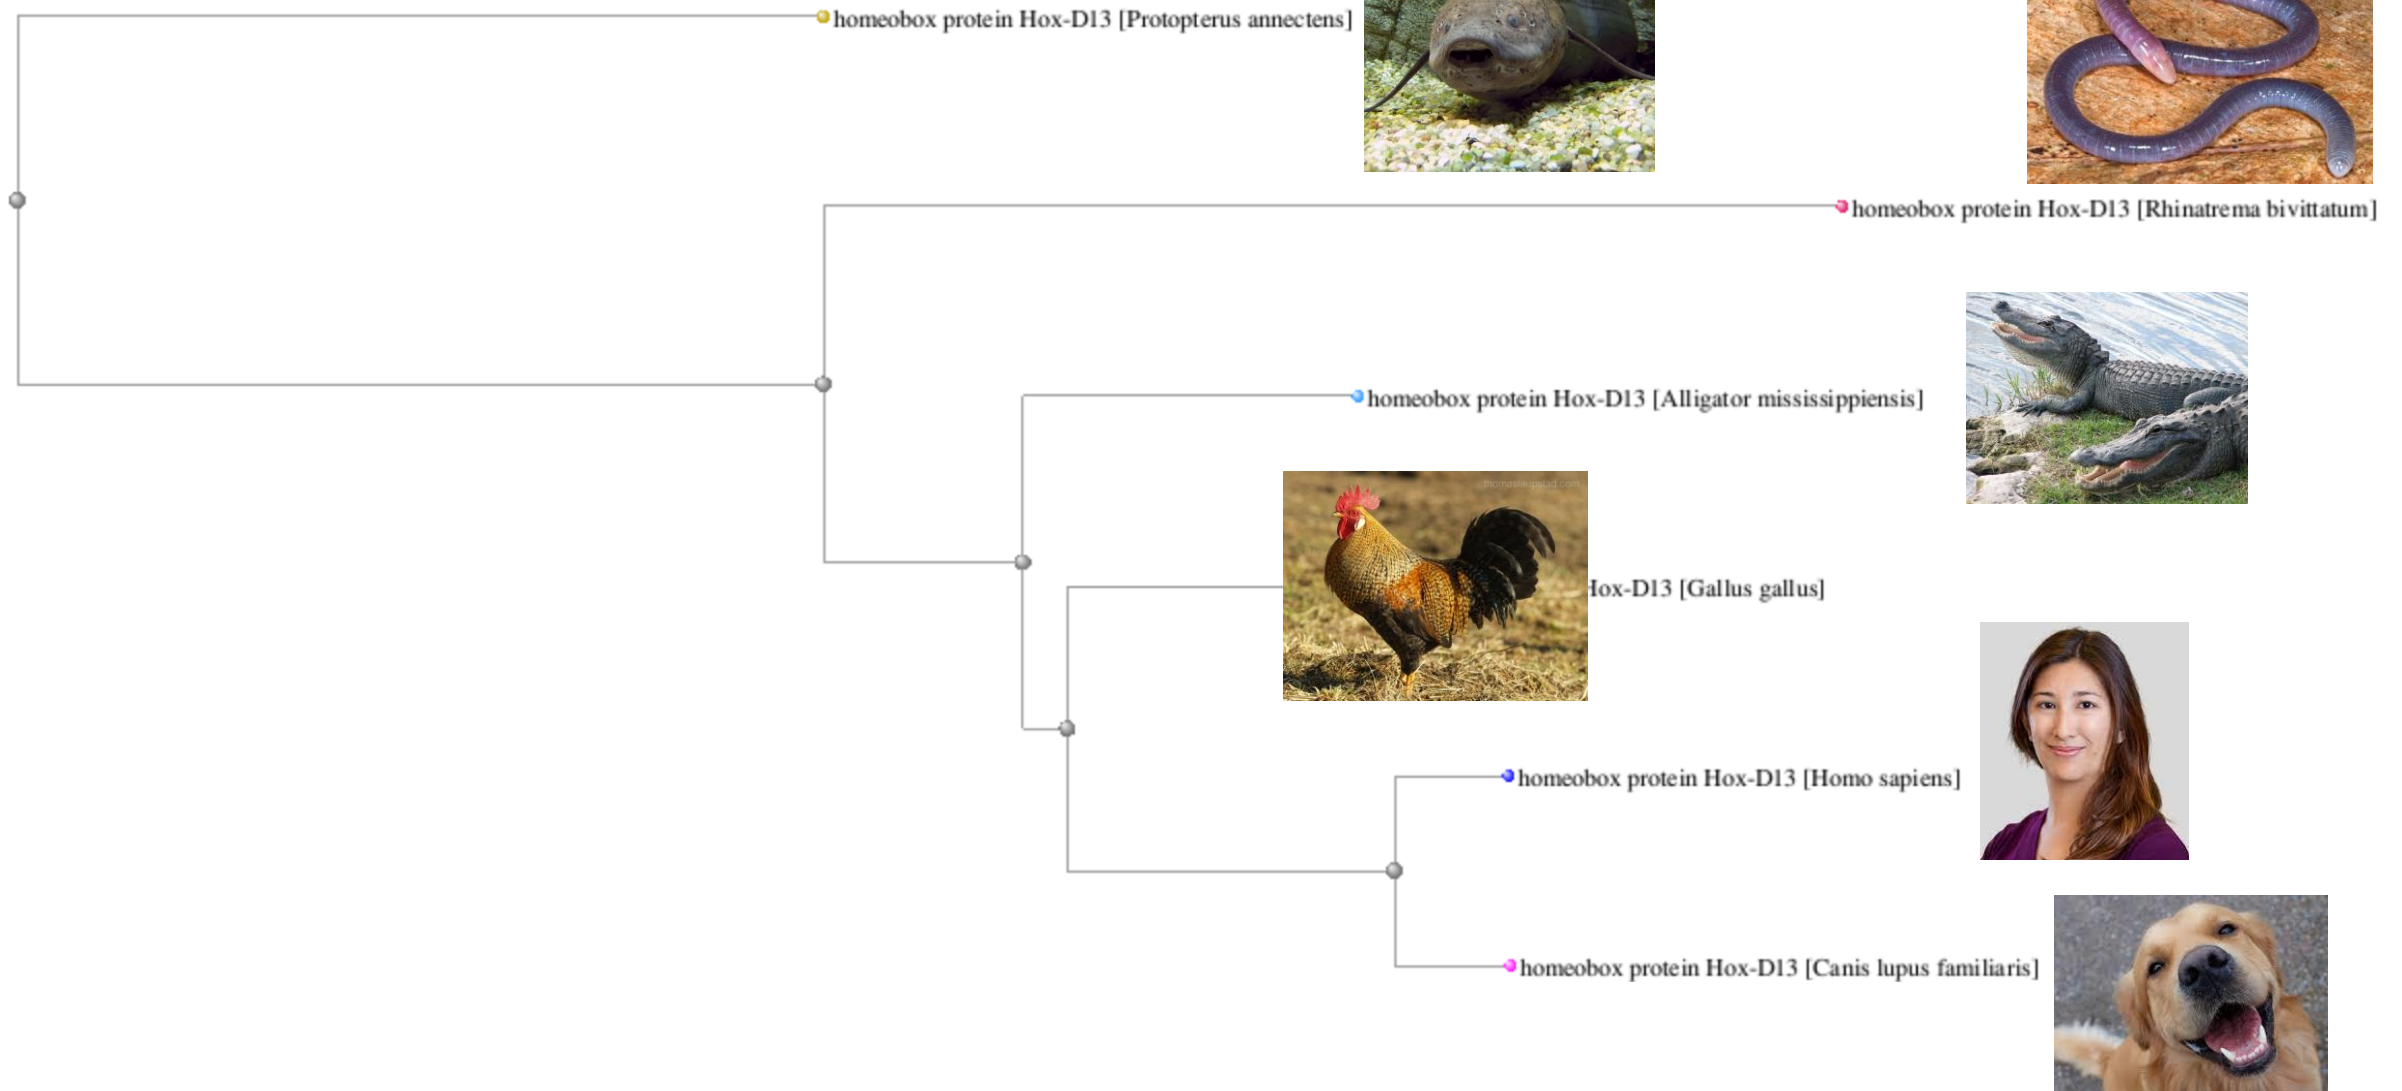 homeobox protein Hox-D13 [Protopterus annectens]
homeobox protein Hox-D13 [Rhinatrema bivittatum]
homeobox protein Hox-D13 [Alligator mississippiensis]
Hox-D13 [Gallus gallus]
homeobox protein Hox-D13 [Homo sapiens]
homeobox protein Hox-D13 [Canis lupus familiaris]